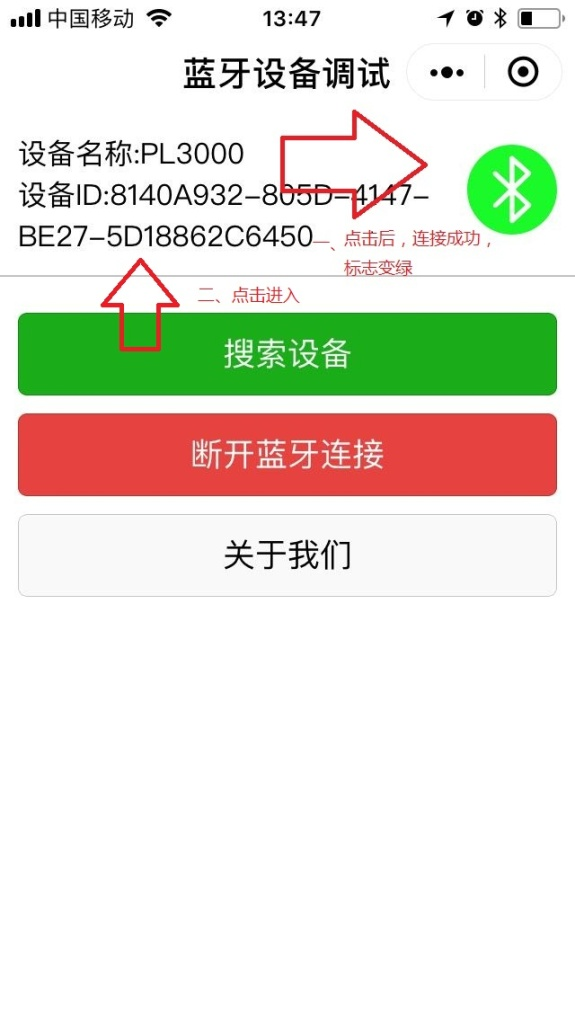 中国移动 13:47
蓝牙设备调试
设备名称:PL3000
设备ID:8140A932-805D-4147-
BE27-5D18862C6450
一、点击后，连接成功，
标志变绿
二、点击进入
搜索设备
断开蓝牙连接
关于我们